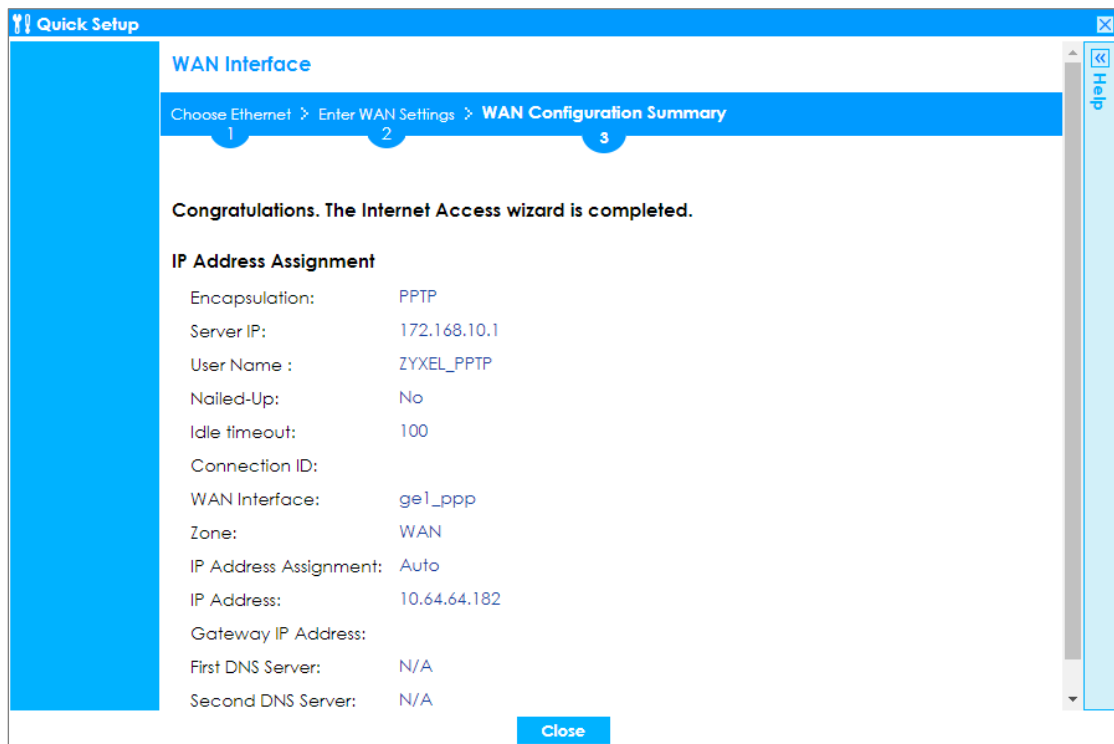 Quick Setup
Help
WAN Interface
Choose Ethernet > Enter WAN Settings > WAN Configuration Summary
1 2 3
Congratulations. The Internet Access wizard is completed.
IP Address Assignment
Encapsulation: PPTP
Server IP: 172.168.10.1
User Name : ZYXEL_PPTP
Nailed-Up: No
Idle timeout: 100
Connection ID:
WAN Interface: ge1_ppp
Zone: WAN
IP Address Assignment: Auto
IP Address: 10.64.64.182
Gateway IP Address:
First DNS Server: N/A
Second DNS Server: N/A
Close